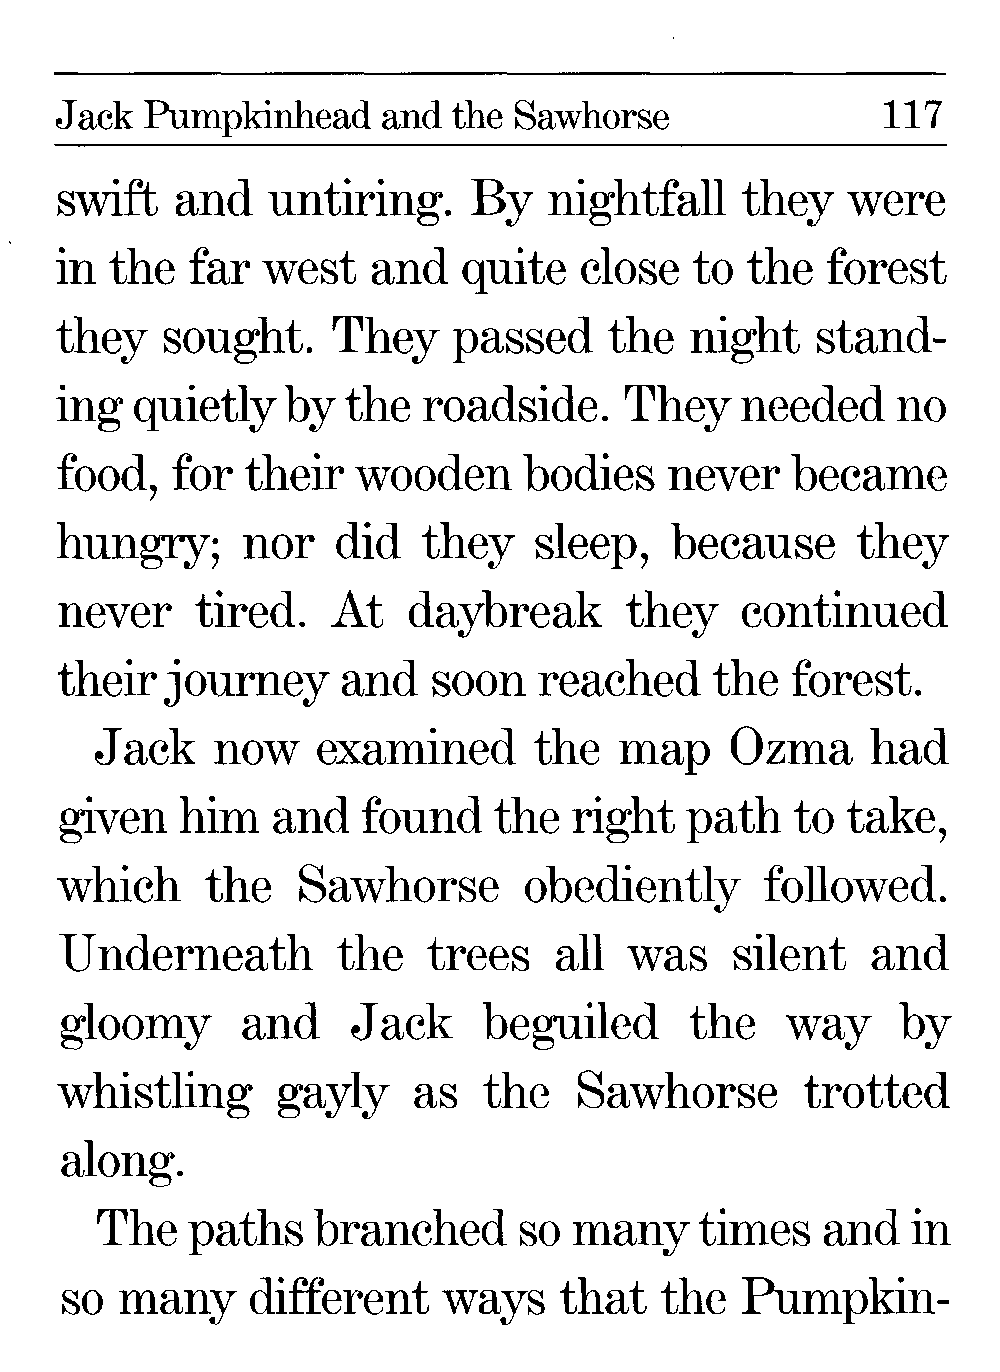 Jack Pumpkinhead and the Sawhorse 117
swift and untiring. By nightfall they were
in the far west and quite close to the forest
they sought. They passed the night stand-
ing quietly by the roadside. They needed no
food, for their wooden bodies never became
hungry; nor did they sleep, because they
never tired. At daybreak they continued
their journey and soon reached the forest.
Jack now examined the map Ozma had
given him and found the right path to take,
which the Sawhorse obediently followed.
Underneath the trees all was silent and
gloomy and Jack beguiled the way by
whistling gayly as the Sawhorse trotted
along.
The paths branched so many times and in
so many different ways that the Pumpkin-